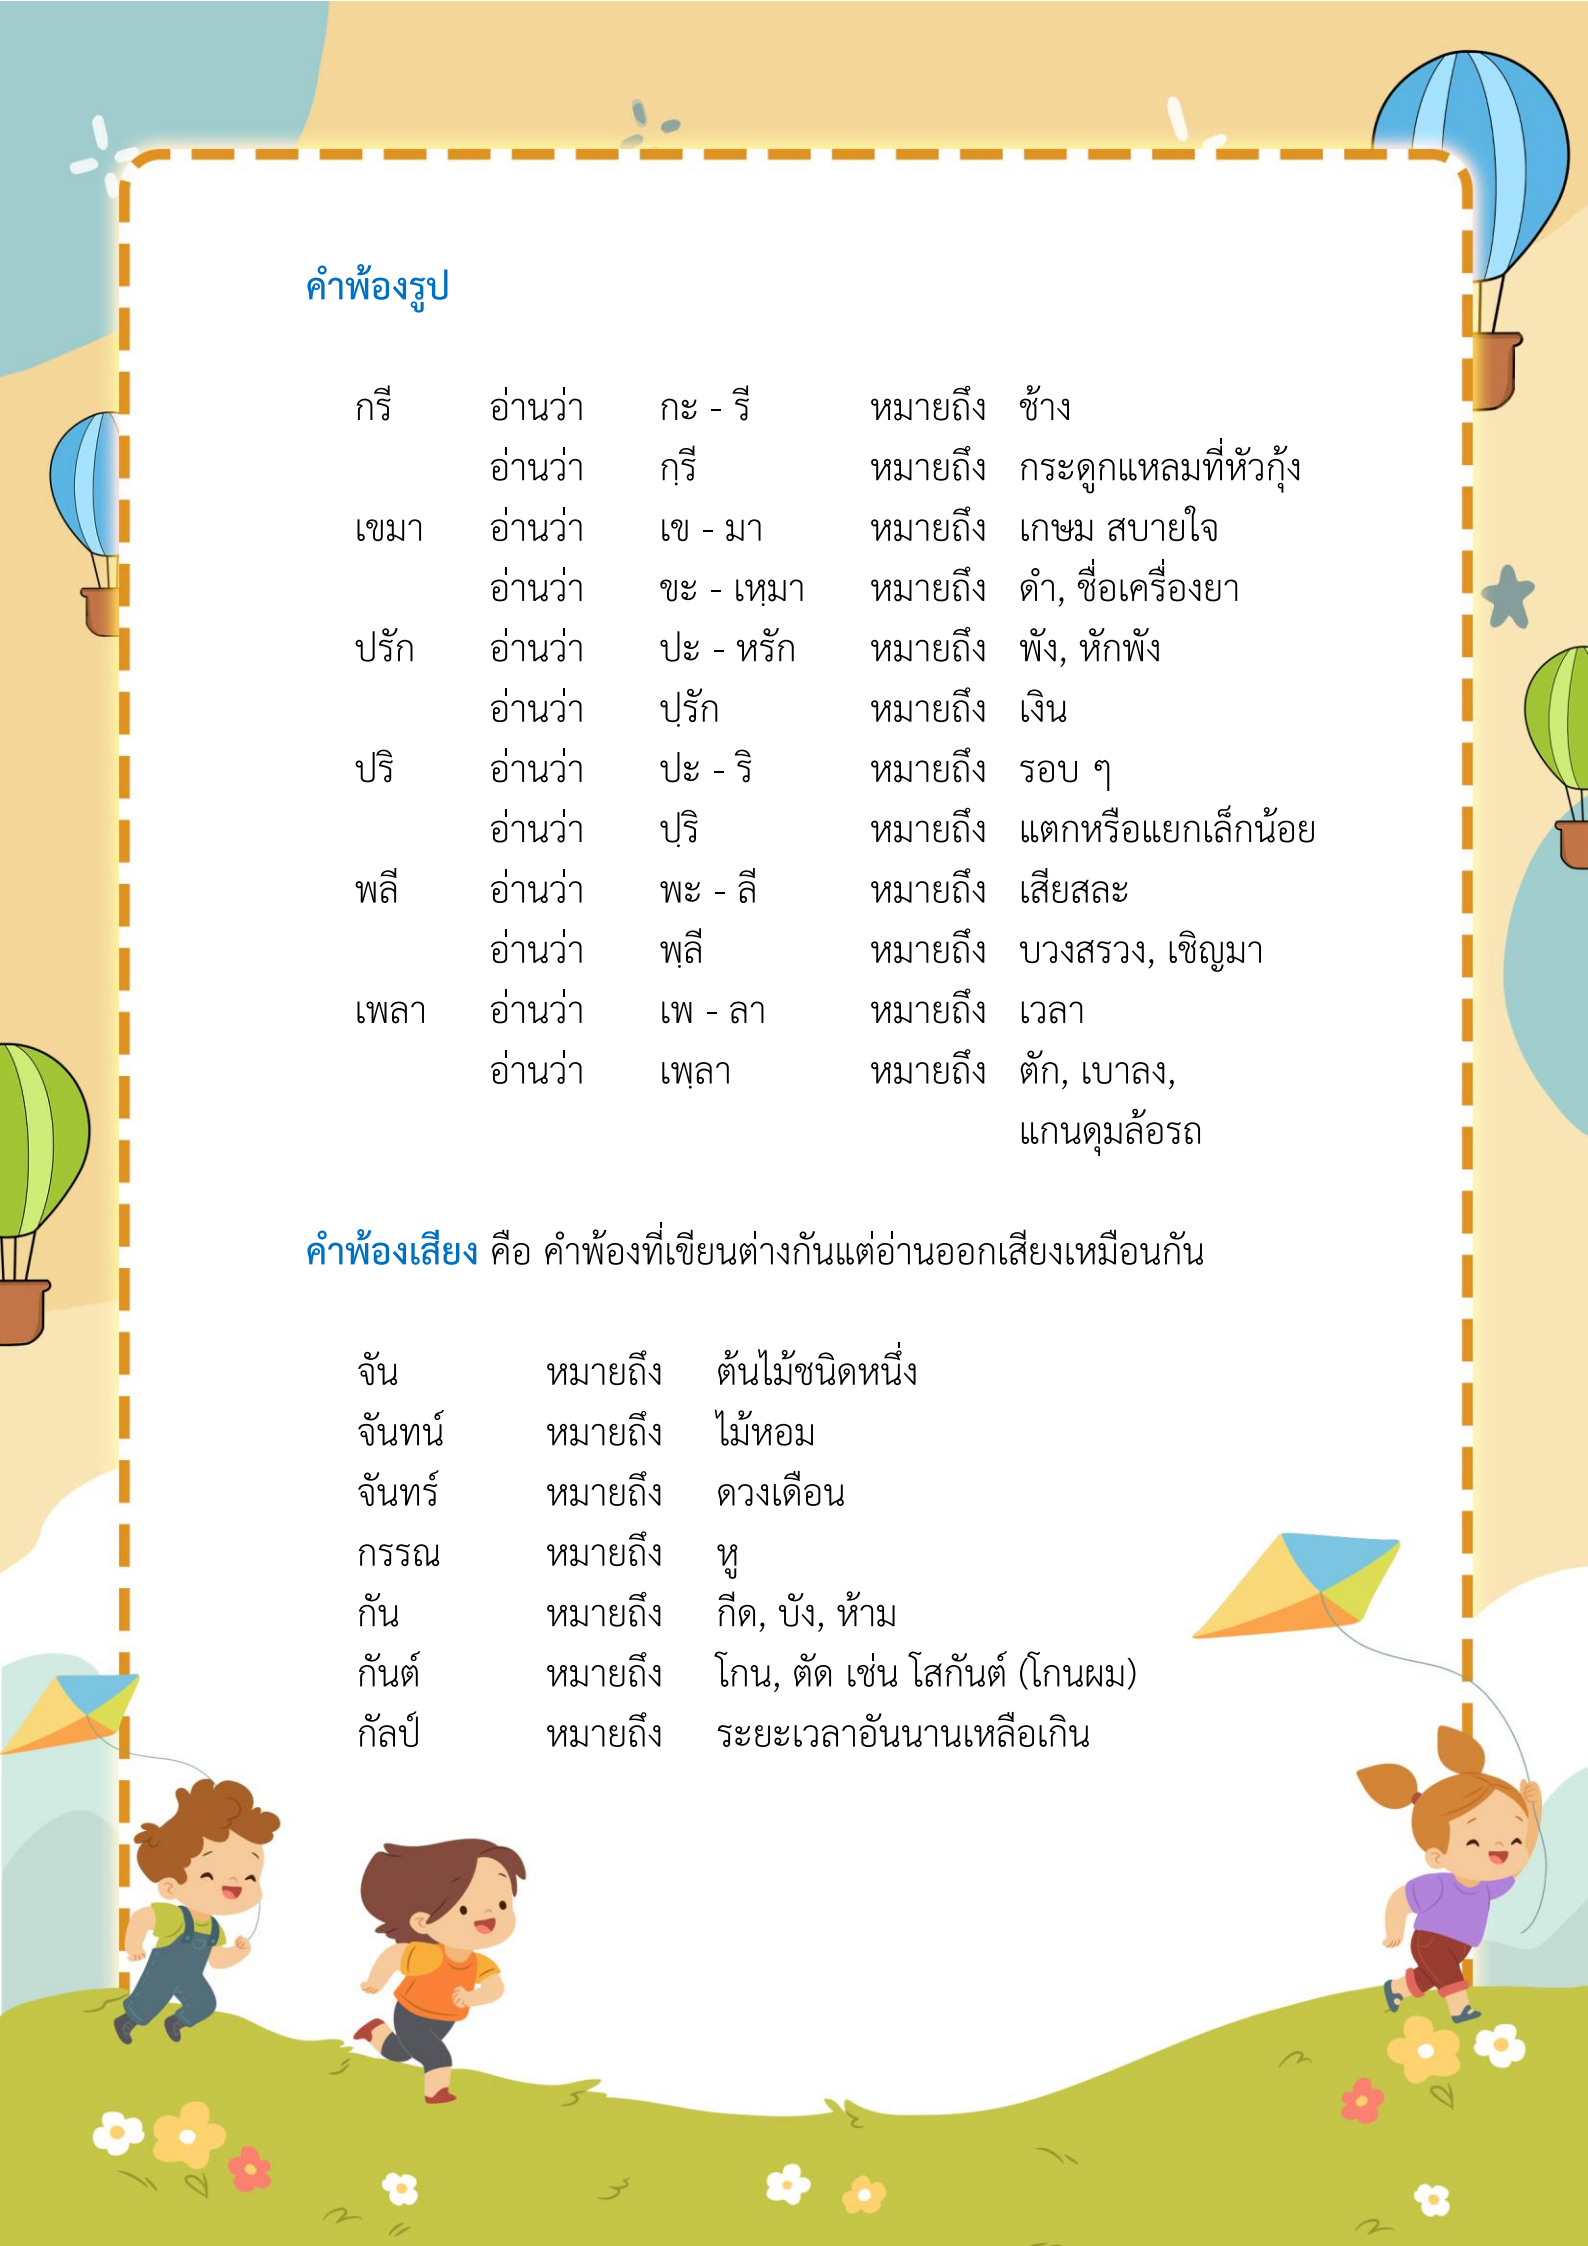 คำพ้องรูป
กรี อ่านว่า กะ - รี หมายถึง ช้าง
อ่านว่า กฺรี หมายถึง กระดูกแหลมที่หัวกุ้ง
เขมา อ่านว่า เข - มา หมายถึง เกษม สบายใจ
อ่านว่า ขะ - เหฺมา หมายถึง ดำ, ชื่อเครื่องยา
ปรัก อ่านว่า ปะ - หรัก หมายถึง พัง, หักพัง
อ่านว่า ปฺรัก หมายถึง เงิน
ปริ อ่านว่า ปะ - ริ หมายถึง รอบ ๆ
อ่านว่า ปฺริ หมายถึง แตกหรือแยกเล็กน้อย
พลี อ่านว่า พะ - ลี หมายถึง เสียสละ
อ่านว่า พฺลี หมายถึง บวงสรวง, เชิญมา
เพลา อ่านว่า เพ - ลา หมายถึง เวลา
อ่านว่า เพฺลา หมายถึง ตัก, เบาลง,
แกนดุมล้อรถ
คำพ้องเสียง คือ คำพ้องที่เขียนต่างกันแต่อ่านออกเสียงเหมือนกัน
จัน หมายถึง ต้นไม้ชนิดหนึ่ง
จันทน์ หมายถึง ไม้หอม
จันทร์ หมายถึง ดวงเดือน
กรรณ หมายถึง หู
กัน หมายถึง กีด, บัง, ห้าม
กันต์ หมายถึง โกน, ตัด เช่น โสกันต์ (โกนผม)
กัลป์ หมายถึง ระยะเวลาอันนานเหลือเกิน